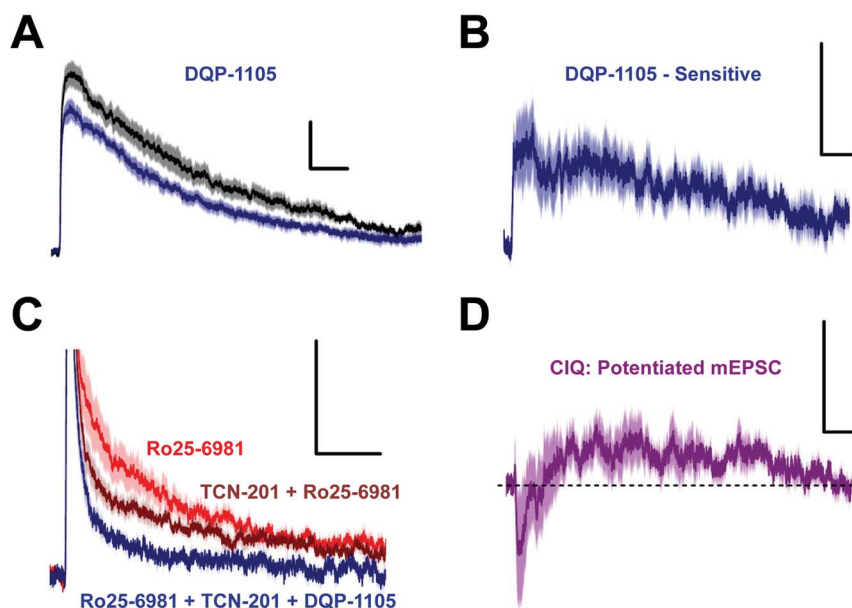 A
DQP-1105
B
DQP-1105 - Sensitive
C
Ro25-6981
TCN-201 + Ro25-6981
Ro25-6981 + TCN-201 + DQP-1105
D
CIQ: Potentiated mEPSC